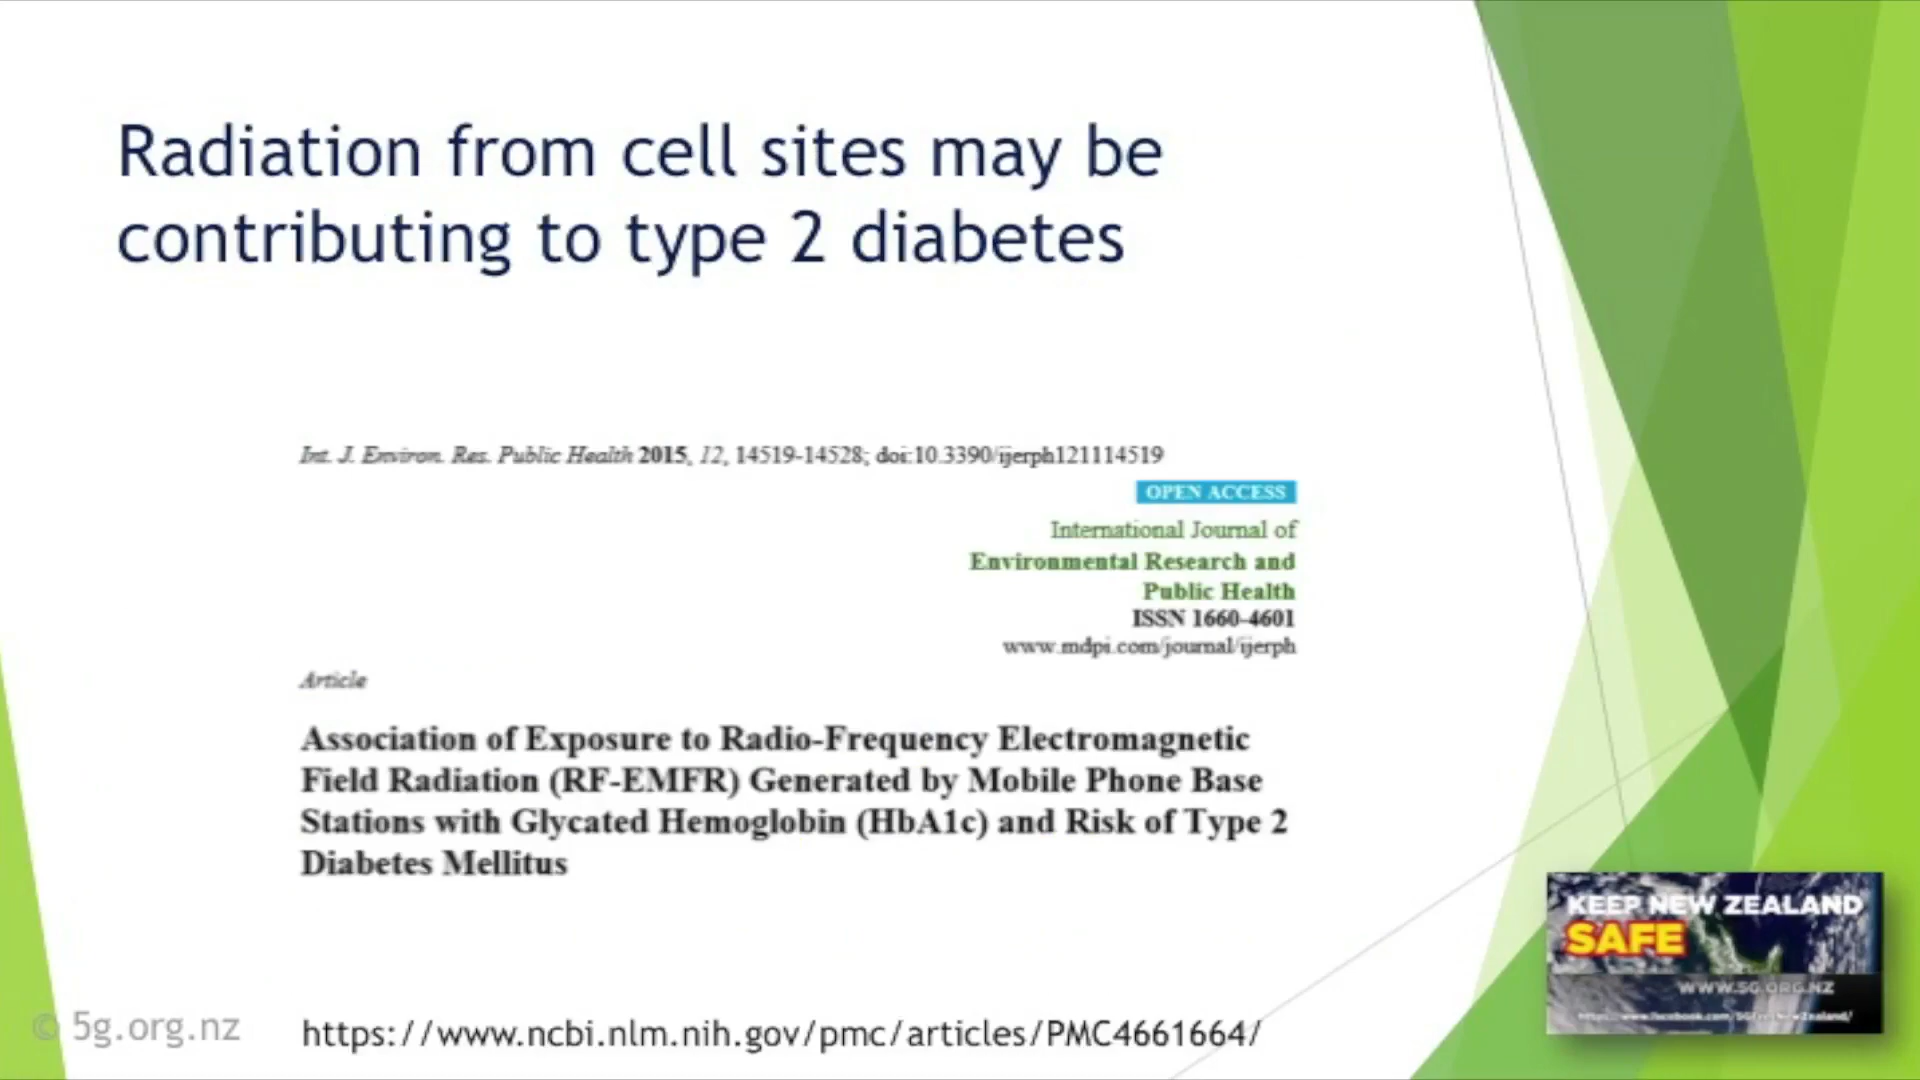 Radiation from cell sites may be
contributing to type 2 diabetes
Int. J. Environ. Res. Public Health 2015, 12, 14519-14528; doi:10.3390/ijerph121114519
OPEN ACCESS
International Journal of
Environmental Research and
Public Health
ISSN 1660-4601
www.mdpi.com/journal/ijerph
Article
Association of Exposure to Radio-Frequency Electromagnetic
Field Radiation (RF-EMFR) Generated by Mobile Phone Base
Stations with Glycated Hemoglobin (HbA1c) and Risk of Type 2
Diabetes Mellitus
KEEP NEW ZEALAND
SAFE
WWW.5G.ORG.NZ
© 5g.org.nz
https://www.ncbi.nlm.nih.gov/pmc/articles/PMC4661664/